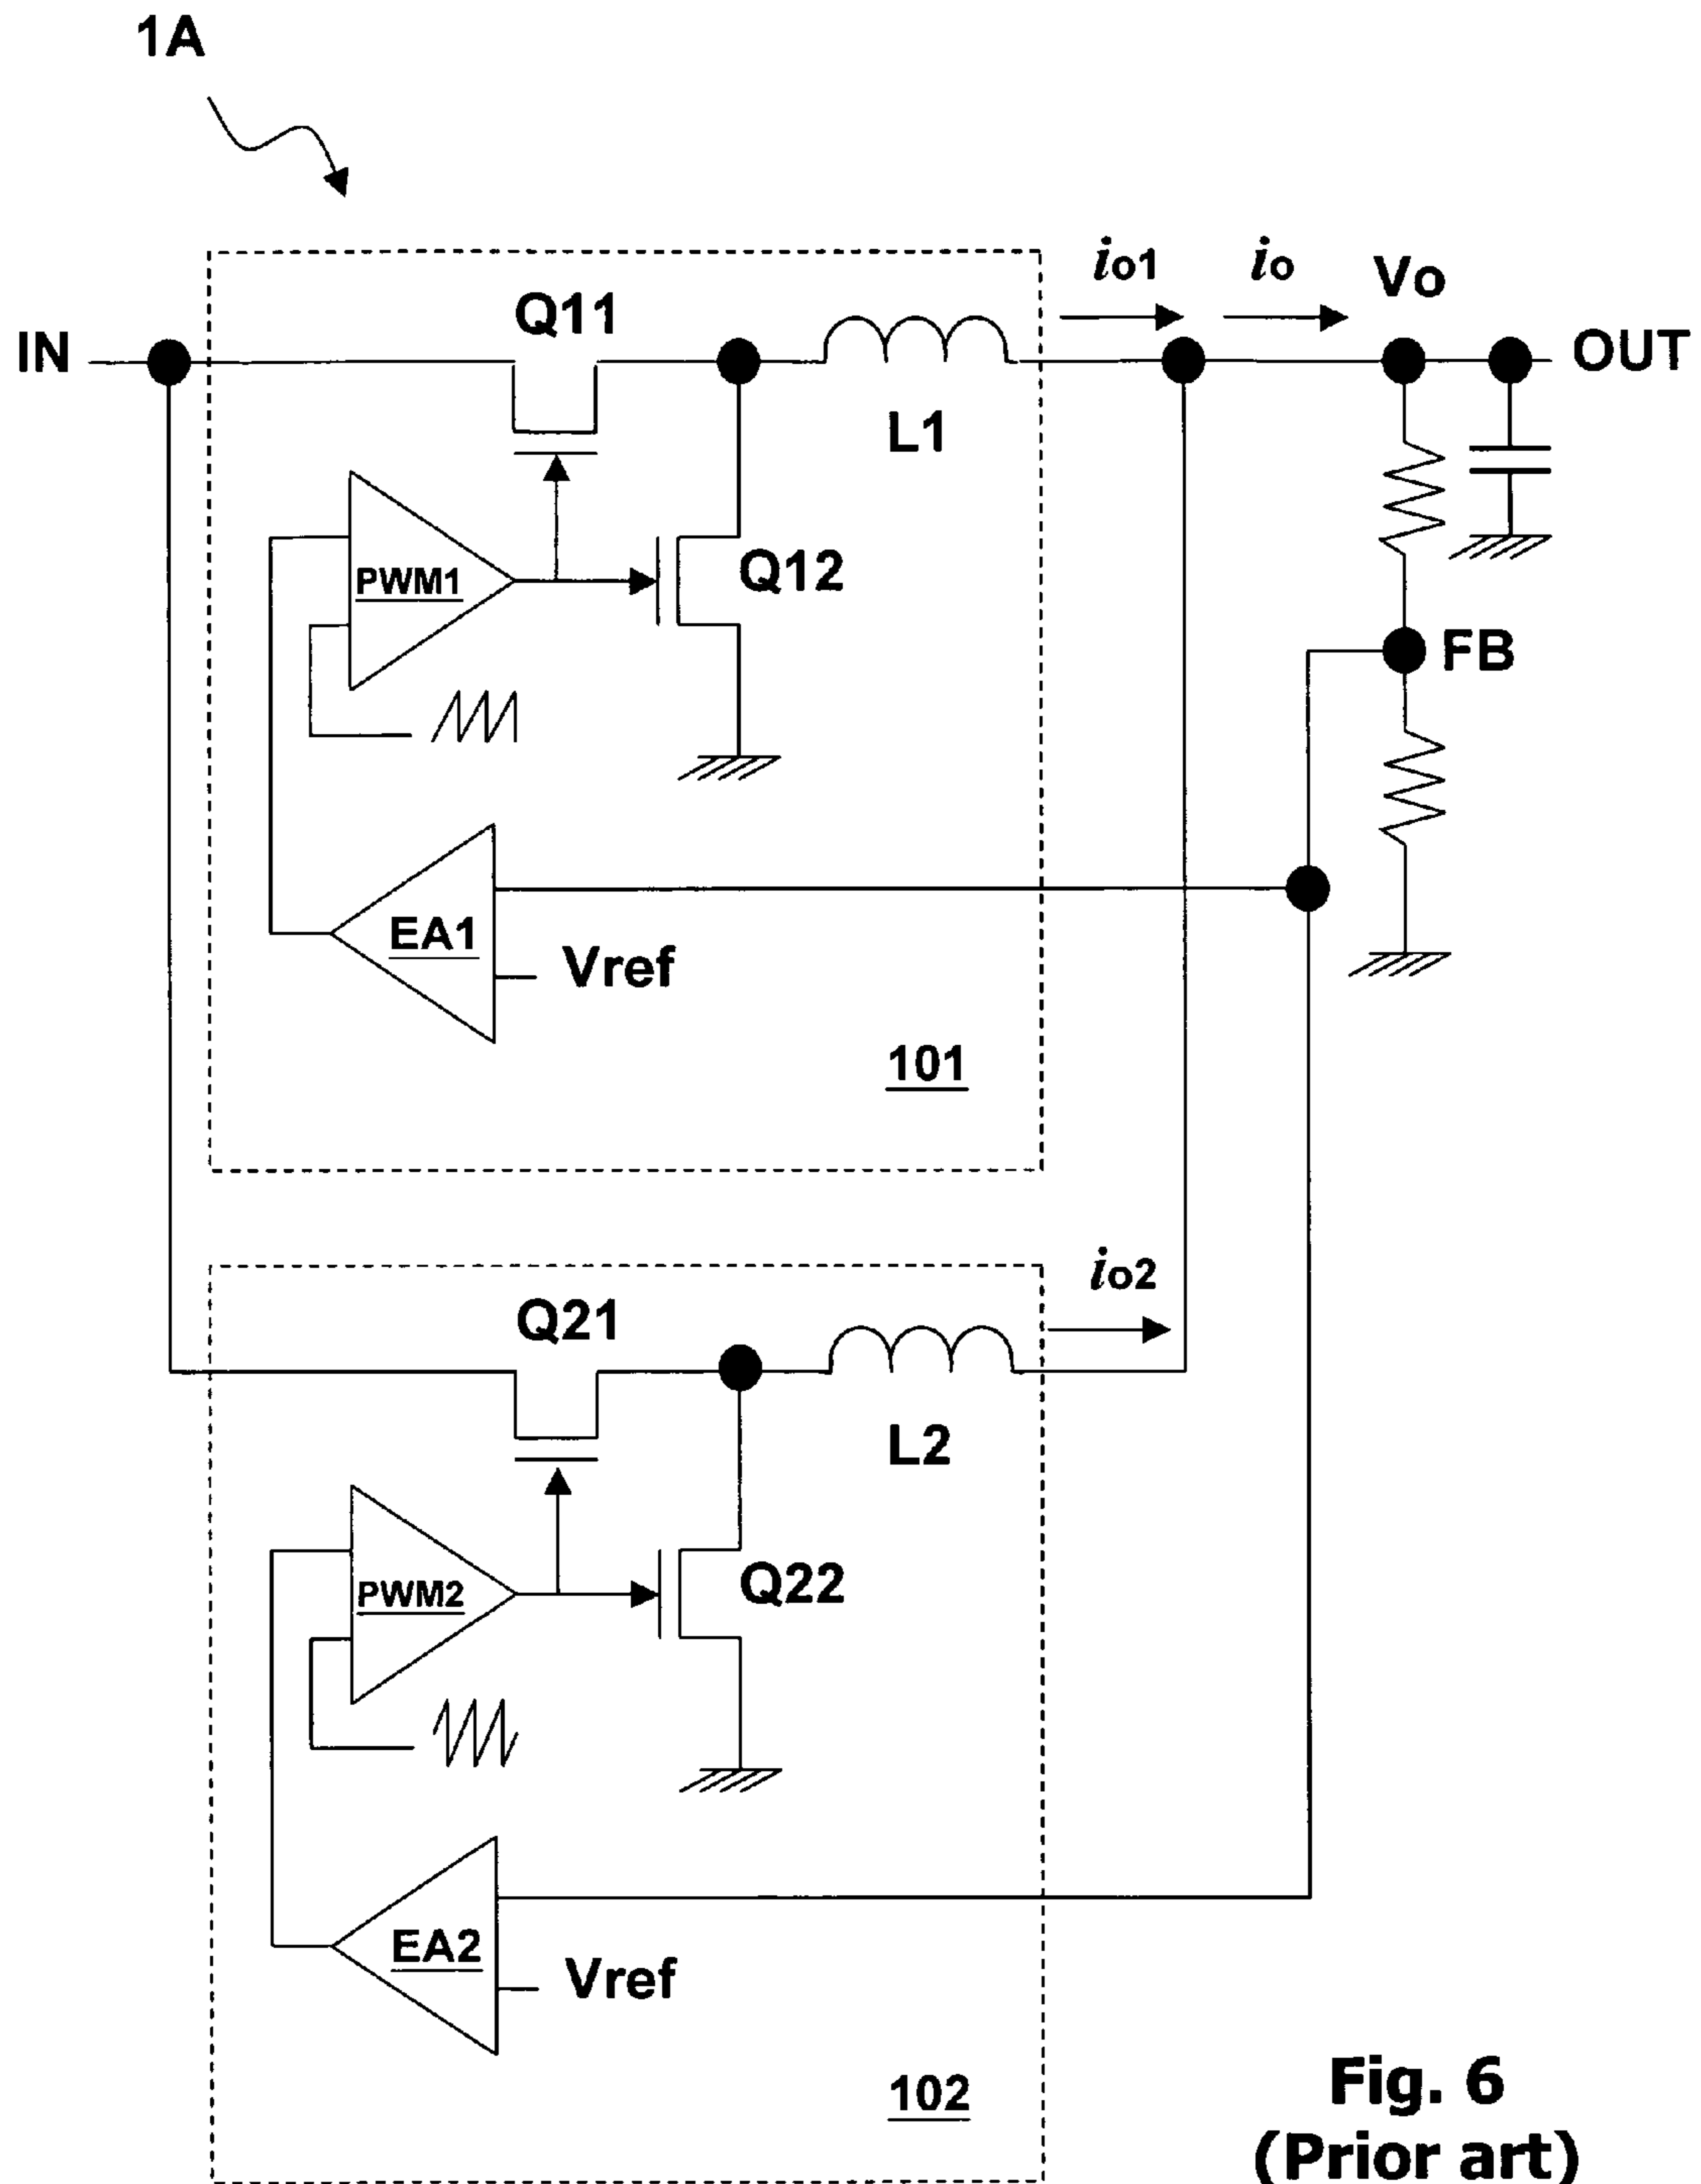 1A
io1
io
Vo
IN
Q11
OUT
L1
PWM1
Q12
FB
EA1
Vref
101
io2
Q21
L2
PWM2
Q22
EA2
Vref
102
Fig. 6
(Prior art)